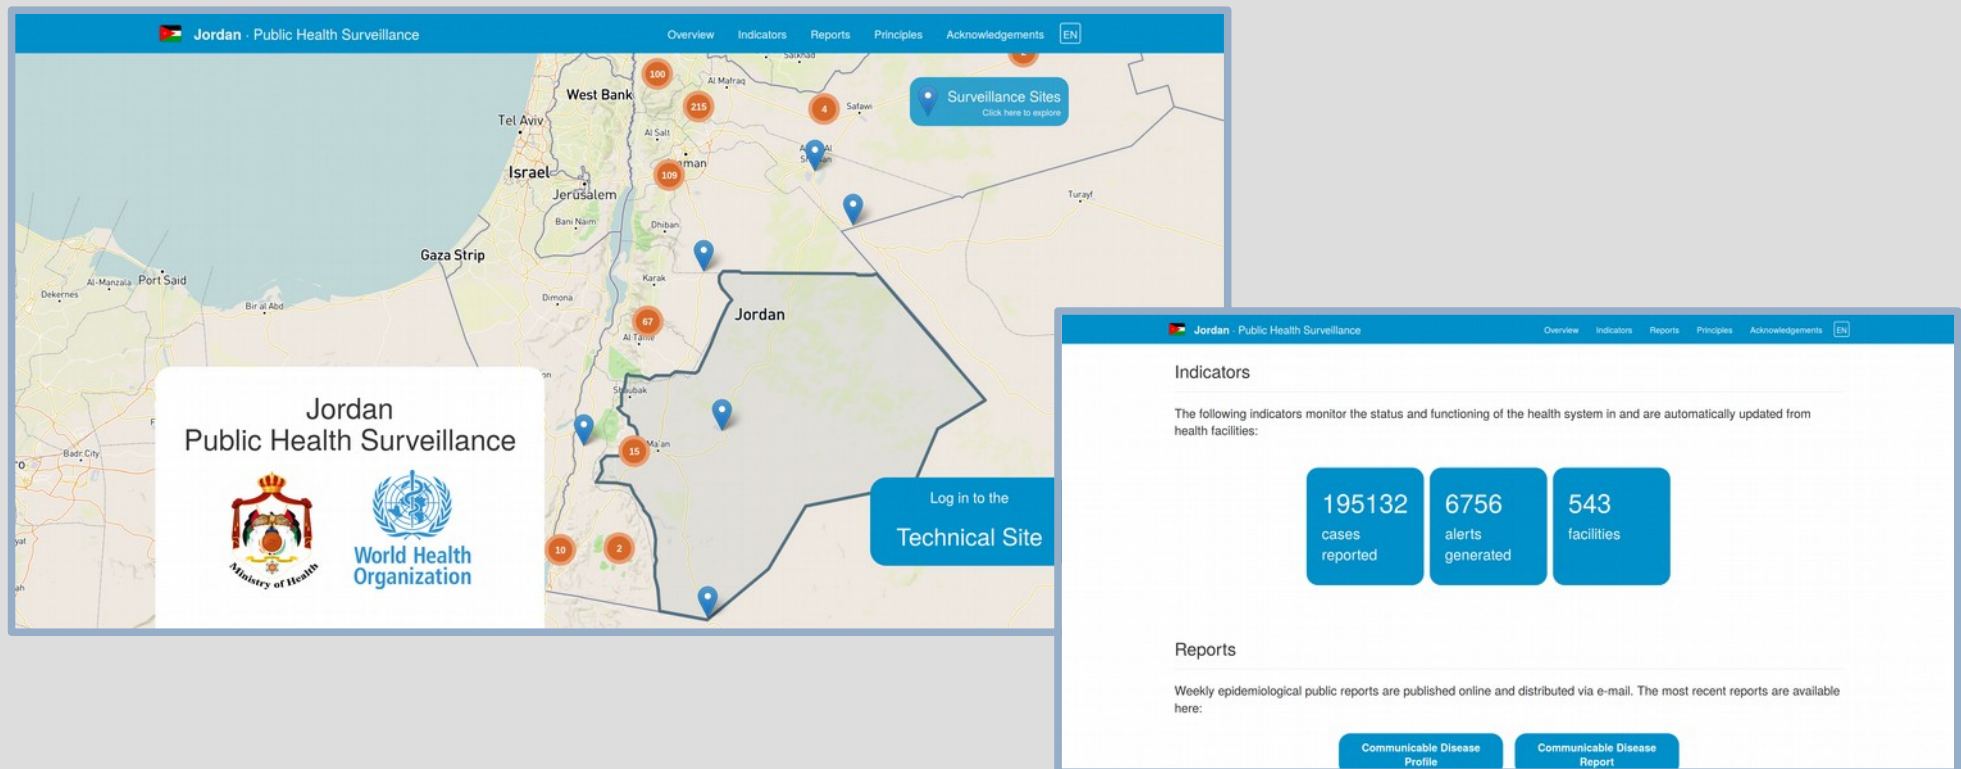 Jordan · Public Health Surveillance
Overview Indicators Reports Principles Acknowledgements EN
Salkhad
100
Al Mafraq
West Bank
215
4
Safawi
Surveillance Sites
Click here to explore
Tel Aviv
Al Salt
109
Israel
Jerusalem
Turayf
Bani Naim
Dhiban
Gaza Strip
Al-Manzala
Port Said
Karak
Dekernes
Bir al Abd
Dimona
67
Jordan
Shoubak
Ma'an
15
Badr City
10
2
Jordan
Public Health Surveillance
Ministry of Health
World Health
Organization
Log in to the
Technical Site
Jordan · Public Health Surveillance
Overview Indicators Reports Principles Acknowledgements EN
Indicators
The following indicators monitor the status and functioning of the health system in and are automatically updated from
health facilities:
195132
cases
reported
6756
alerts
generated
543
facilities
Reports
Weekly epidemiological public reports are published online and distributed via e-mail. The most recent reports are available
here:
Communicable Disease
Profile
Communicable Disease
Report